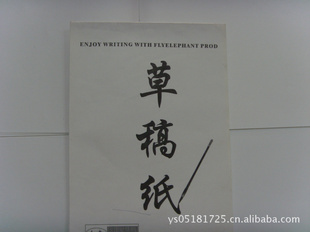 ENJOY WRITING WITH FLYELEPHANT PROD
草
稿
纸
ys05181725.cn.alibaba.com